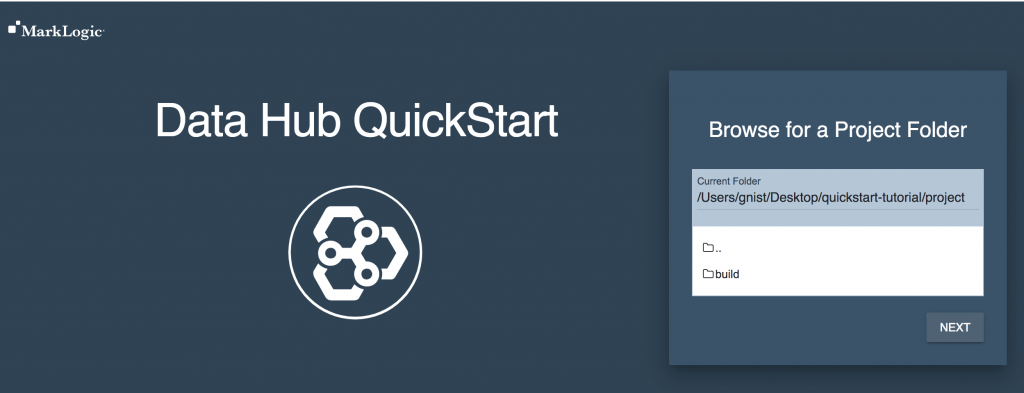 MarkLogic
Data Hub QuickStart
Browse for a Project Folder
Current Folder
/Users/gnist/Desktop/quickstart-tutorial/project
..
build
NEXT